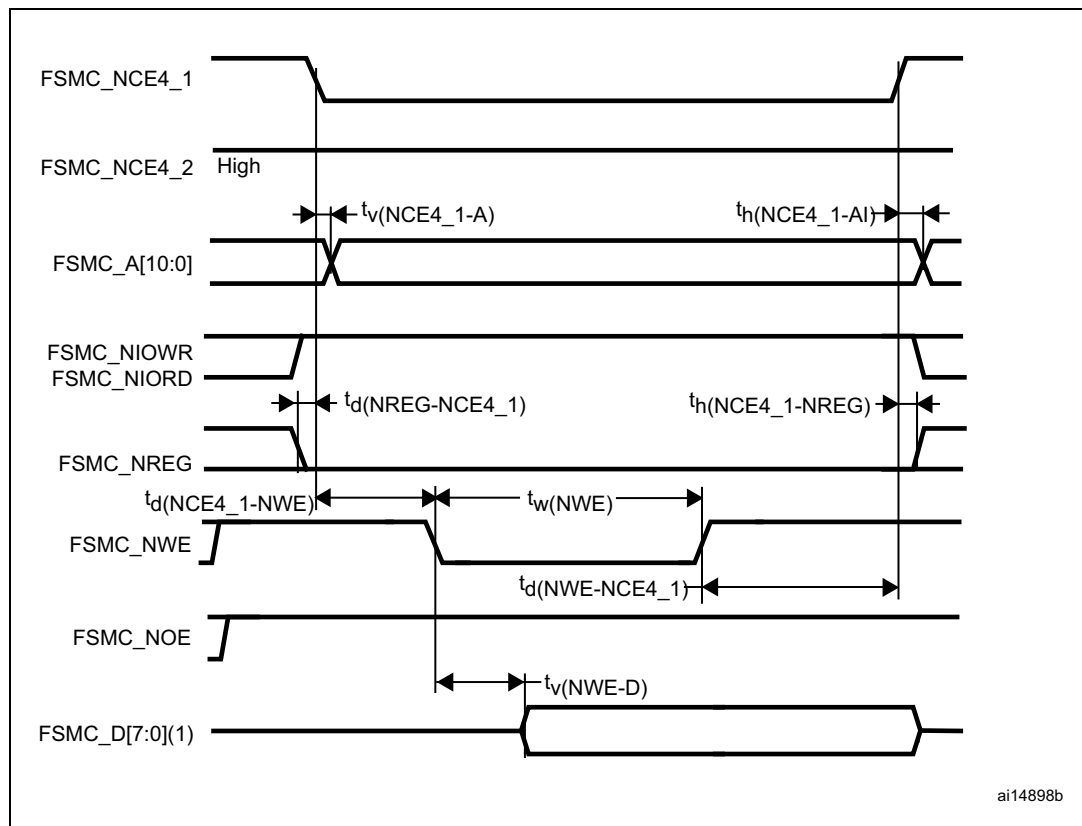 FSMC_NCE4_1
FSMC_NCE4_2 High
tv(NCE4_1-A) th(NCE4_1-AI)
FSMC_A[10:0]
FSMC_NIOWR
FSMC_NIORD
td(NREG-NCE4_1) th(NCE4_1-NREG)
FSMC_NREG
td(NCE4_1-NWE) tw(NWE)
FSMC_NWE
td(NWE-NCE4_1)
FSMC_NOE
tv(NWE-D)
FSMC_D[7:0](1)
ai14898b